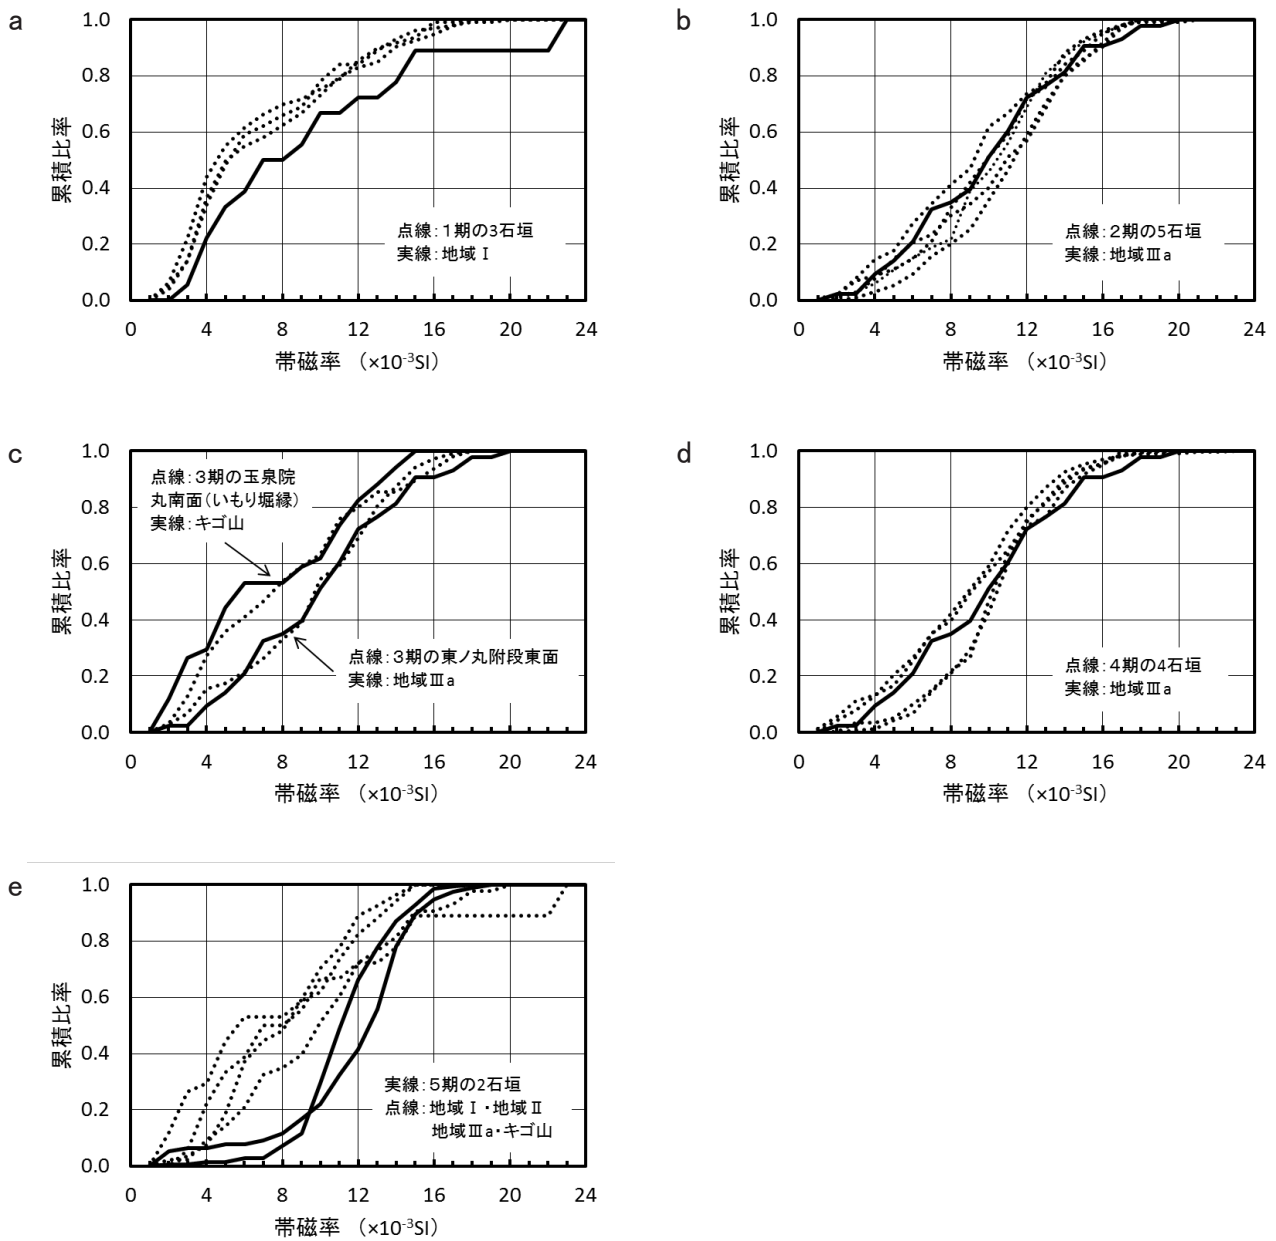 a
1.0
0.8
0.6
0.4
0.2
0.0
累積比率
点線：1期の3石垣
実線：地域Ⅰ
0 4 8 12 16 20 24
帯磁率 （×10⁻³SI）
b
1.0
0.8
0.6
0.4
0.2
0.0
累積比率
点線：2期の5石垣
実線：地域Ⅲa
0 4 8 12 16 20 24
帯磁率 （×10⁻³SI）
c
1.0
0.8
0.6
0.4
0.2
0.0
累積比率
点線：3期の玉泉院
丸南面（いもり堀縁）
実線：キゴ山
点線：3期の東ノ丸附段東面
実線：地域Ⅲa
0 4 8 12 16 20 24
帯磁率 （×10⁻³SI）
d
1.0
0.8
0.6
0.4
0.2
0.0
累積比率
点線：4期の4石垣
実線：地域Ⅲa
0 4 8 12 16 20 24
帯磁率 （×10⁻³SI）
e
1.0
0.8
0.6
0.4
0.2
0.0
累積比率
実線：5期の2石垣
点線：地域Ⅰ・地域Ⅱ
地域Ⅲa・キゴ山
0 4 8 12 16 20 24
帯磁率 （×10⁻³SI）